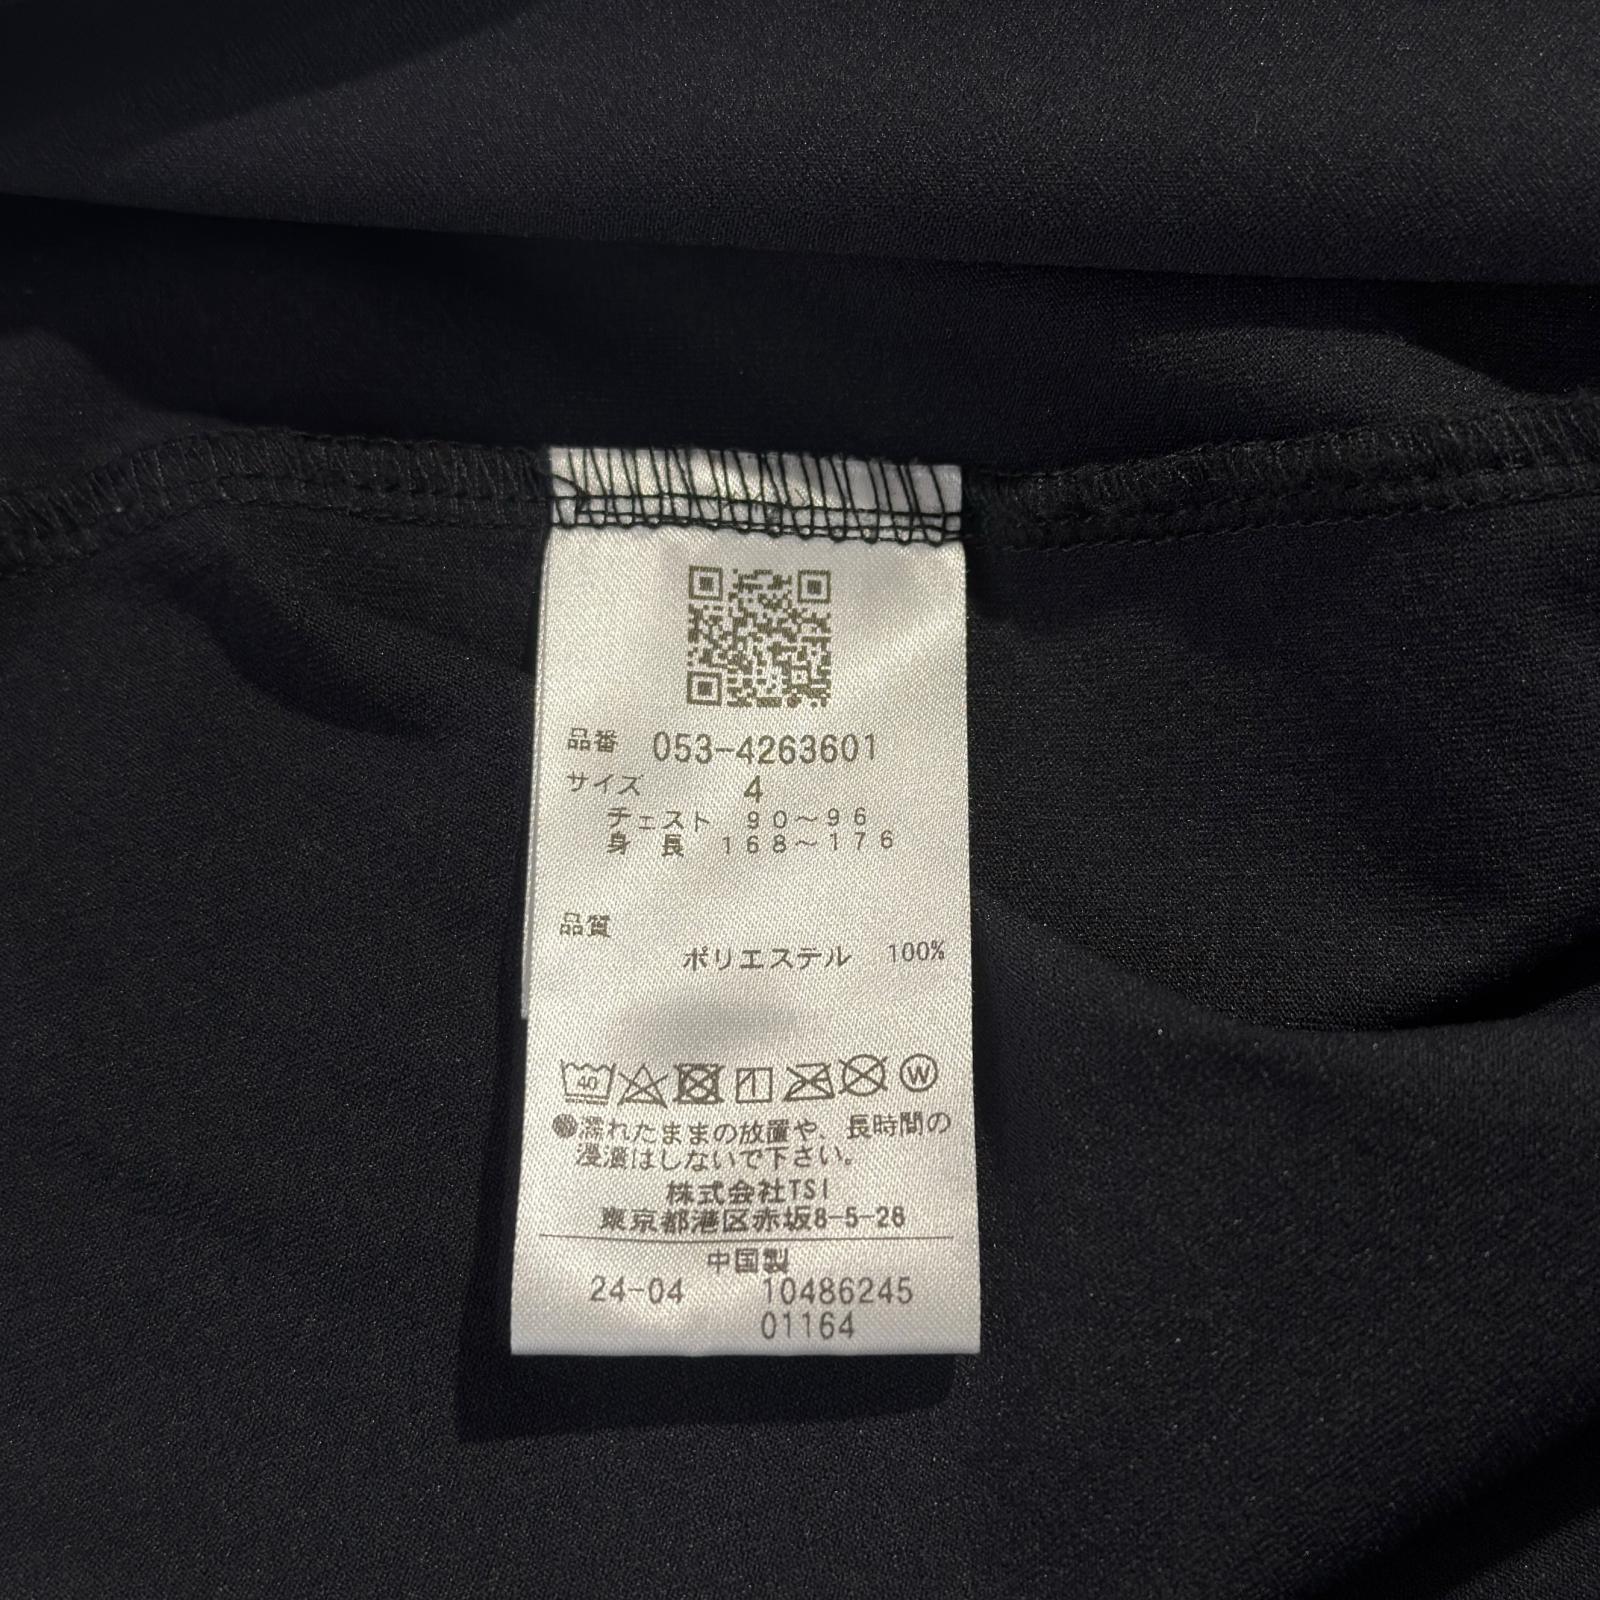 品番 053-4263601
サイズ 4
チェスト 90～96
身 長 168～176
品質
ポリエステル 100%
40 W
●濡れたままの放置や、長時間の
浸漬はしないで下さい。
株式会社TSI
東京都港区赤坂8-5-28
中国製
24-04 10486245
01164